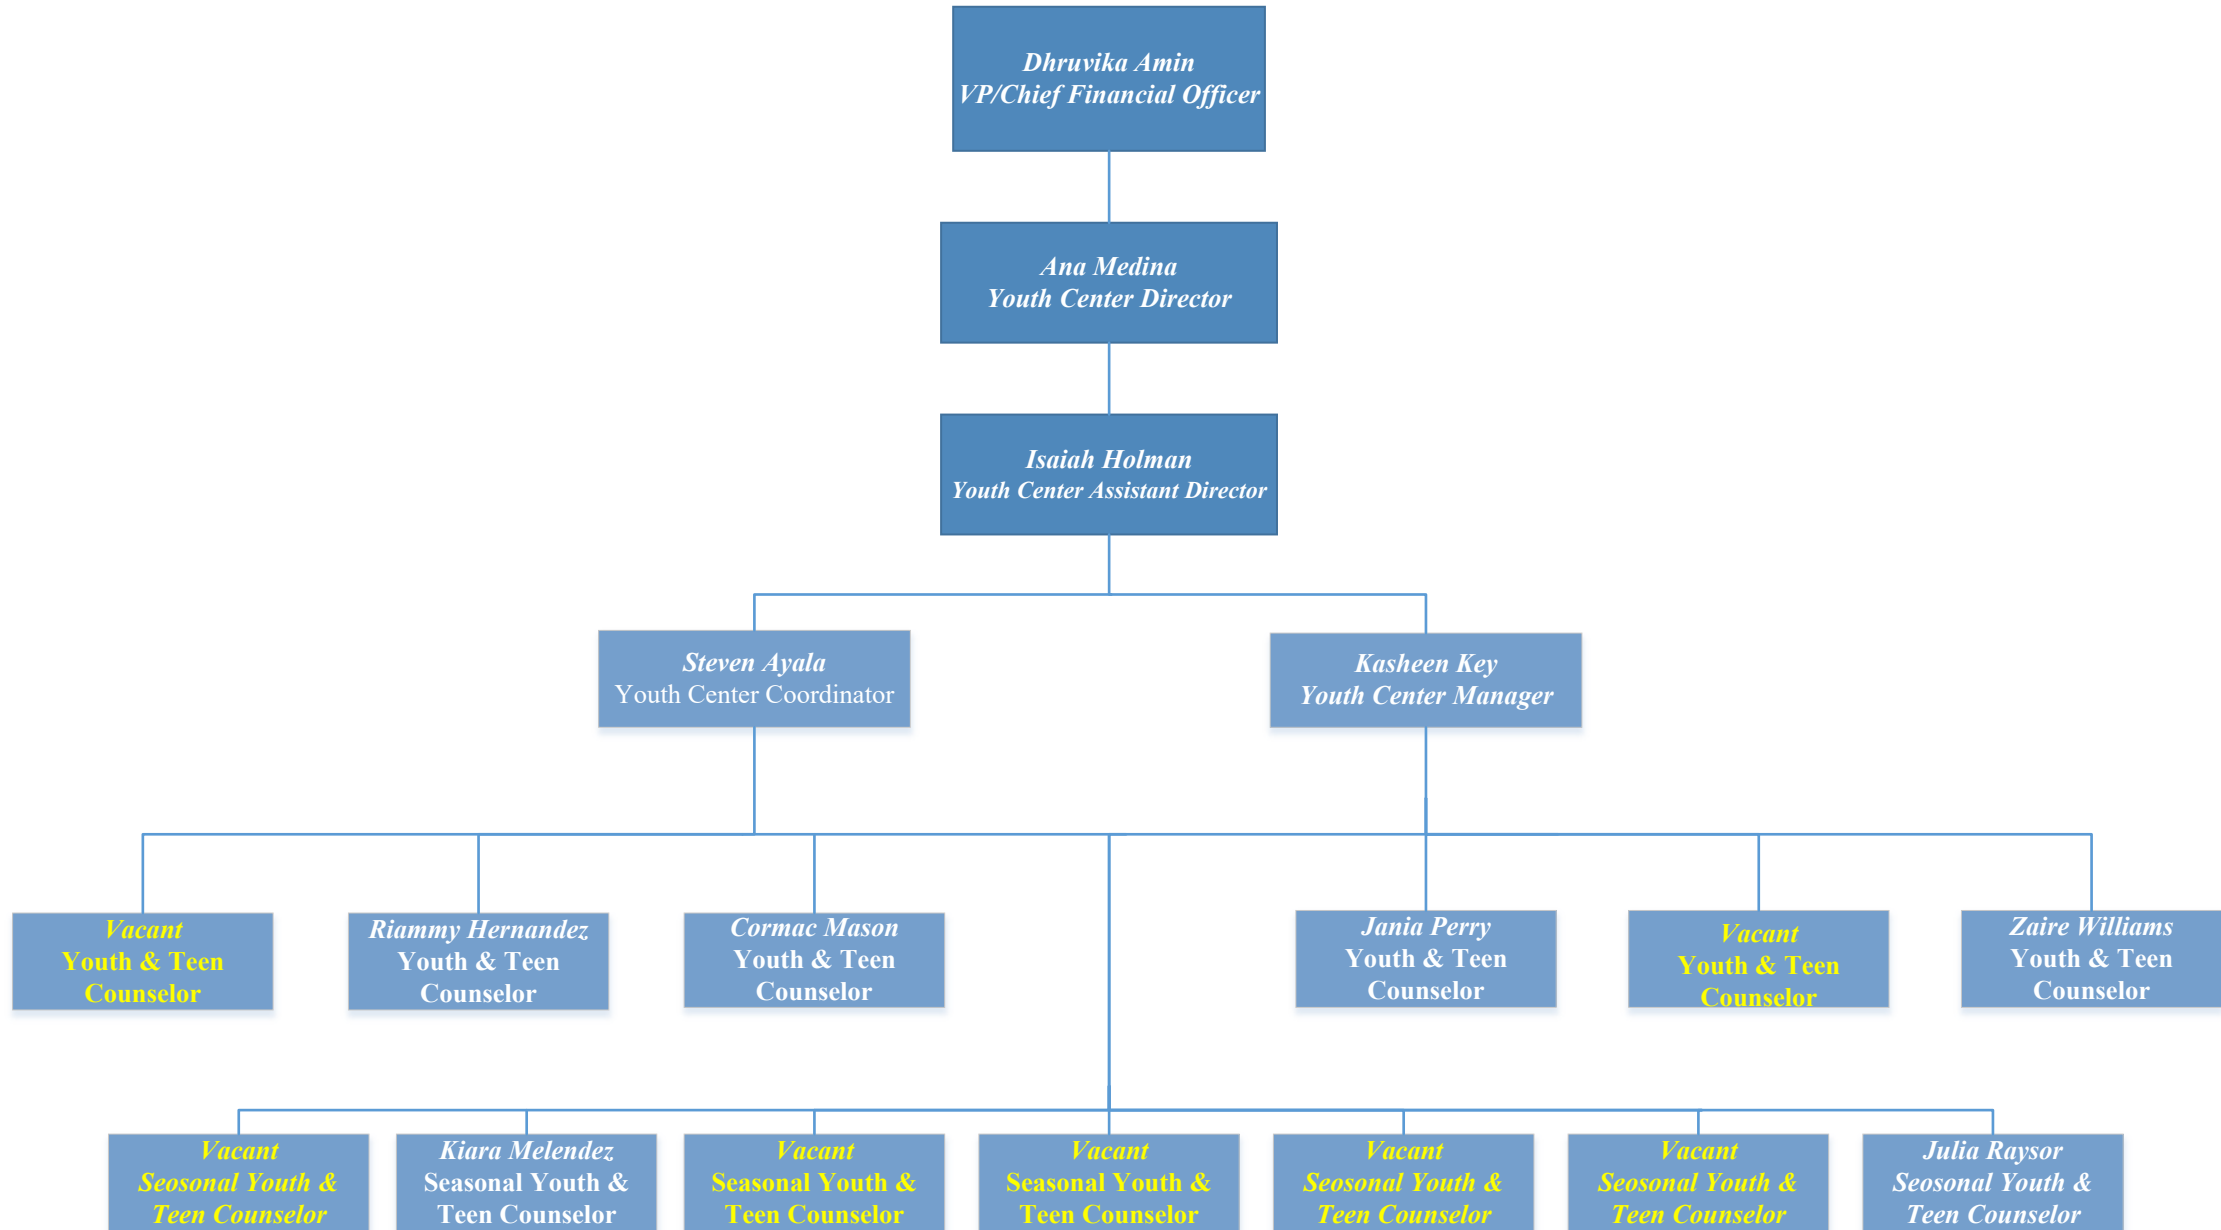 Dhruvika Amin
VP/Chief Financial Officer
Ana Medina
Youth Center Director
Isaiah Holman
Youth Center Assistant Director
Steven Ayala
Youth Center Coordinator
Kasheen Key
Youth Center Manager
Vacant
Youth & Teen
Counselor
Riammy Hernandez
Youth & Teen
Counselor
Cormac Mason
Youth & Teen
Counselor
Jania Perry
Youth & Teen
Counselor
Vacant
Youth & Teen
Counselor
Zaire Williams
Youth & Teen
Counselor
Vacant
Seosonal Youth &
Teen Counselor
Kiara Melendez
Seasonal Youth &
Teen Counselor
Vacant
Seasonal Youth &
Teen Counselor
Vacant
Seasonal Youth &
Teen Counselor
Vacant
Seosonal Youth &
Teen Counselor
Vacant
Seosonal Youth &
Teen Counselor
Julia Raysor
Seosonal Youth &
Teen Counselor